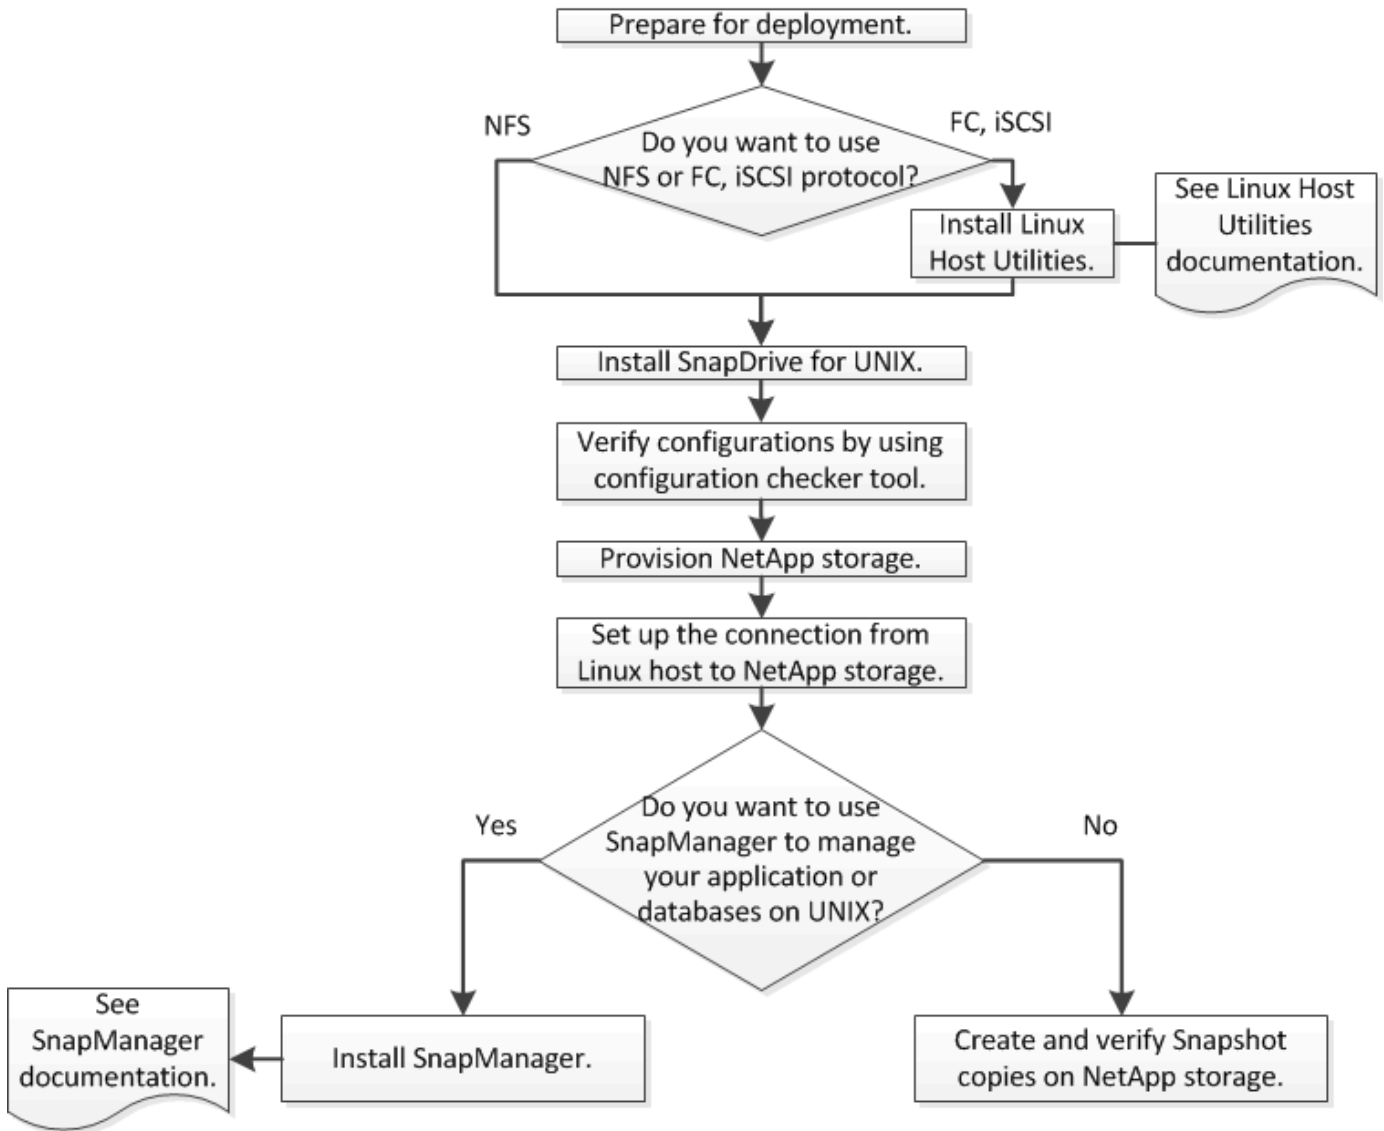 Prepare for deployment.
NFS
FC, iSCSI
Do you want to use
NFS or FC, iSCSI protocol?
Install Linux
Host Utilities.
See Linux Host
Utilities
documentation.
Install SnapDrive for UNIX.
Verify configurations by using
configuration checker tool.
Provision NetApp storage.
Set up the connection from
Linux host to NetApp storage.
Yes
No
Do you want to use
SnapManager to manage
your application or
databases on UNIX?
See
SnapManager
documentation.
Install SnapManager.
Create and verify Snapshot
copies on NetApp storage.